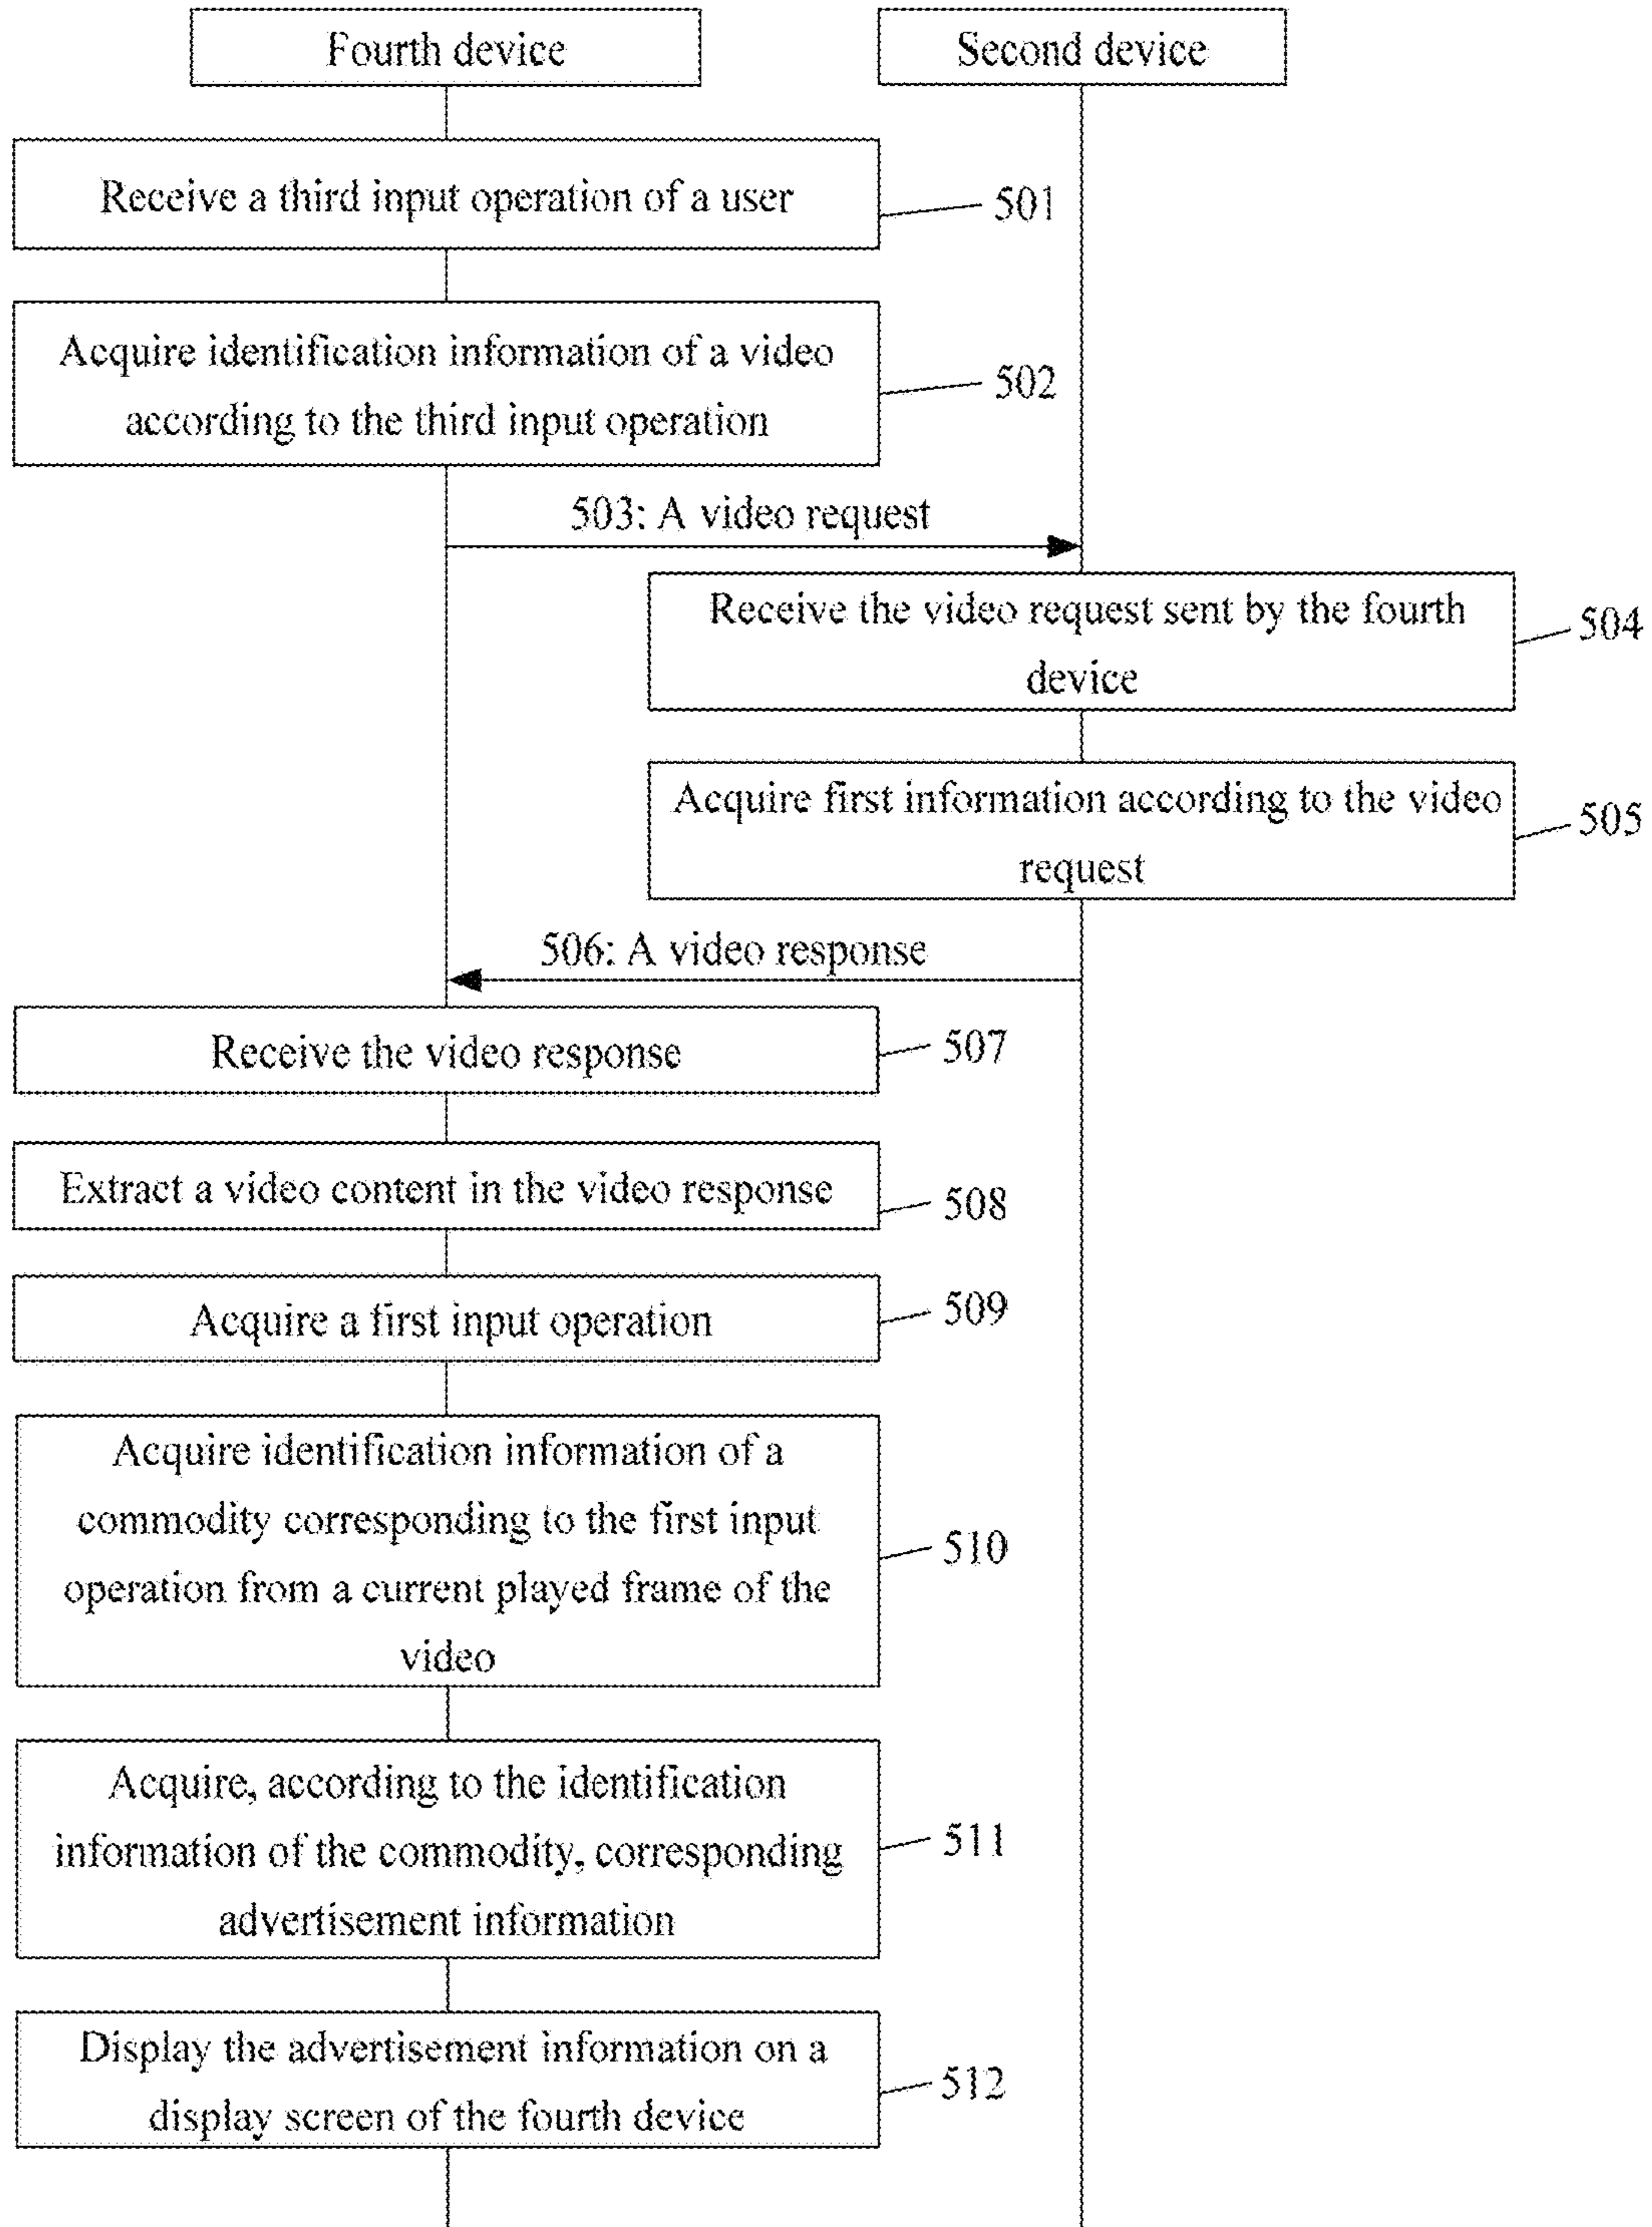 Fourth device
Second device
Receive a third input operation of a user
501
Acquire identification information of a video
according to the third input operation
502
503: A video request
Receive the video request sent by the fourth
device
504
Acquire first information according to the video
request
505
506: A video response
Receive the video response
507
Extract a video content in the video response
508
Acquire a first input operation
509
Acquire identification information of a
commodity corresponding to the first input
operation from a current played frame of the
video
510
Acquire, according to the identification
information of the commodity, corresponding
advertisement information
511
Display the advertisement information on a
display screen of the fourth device
512